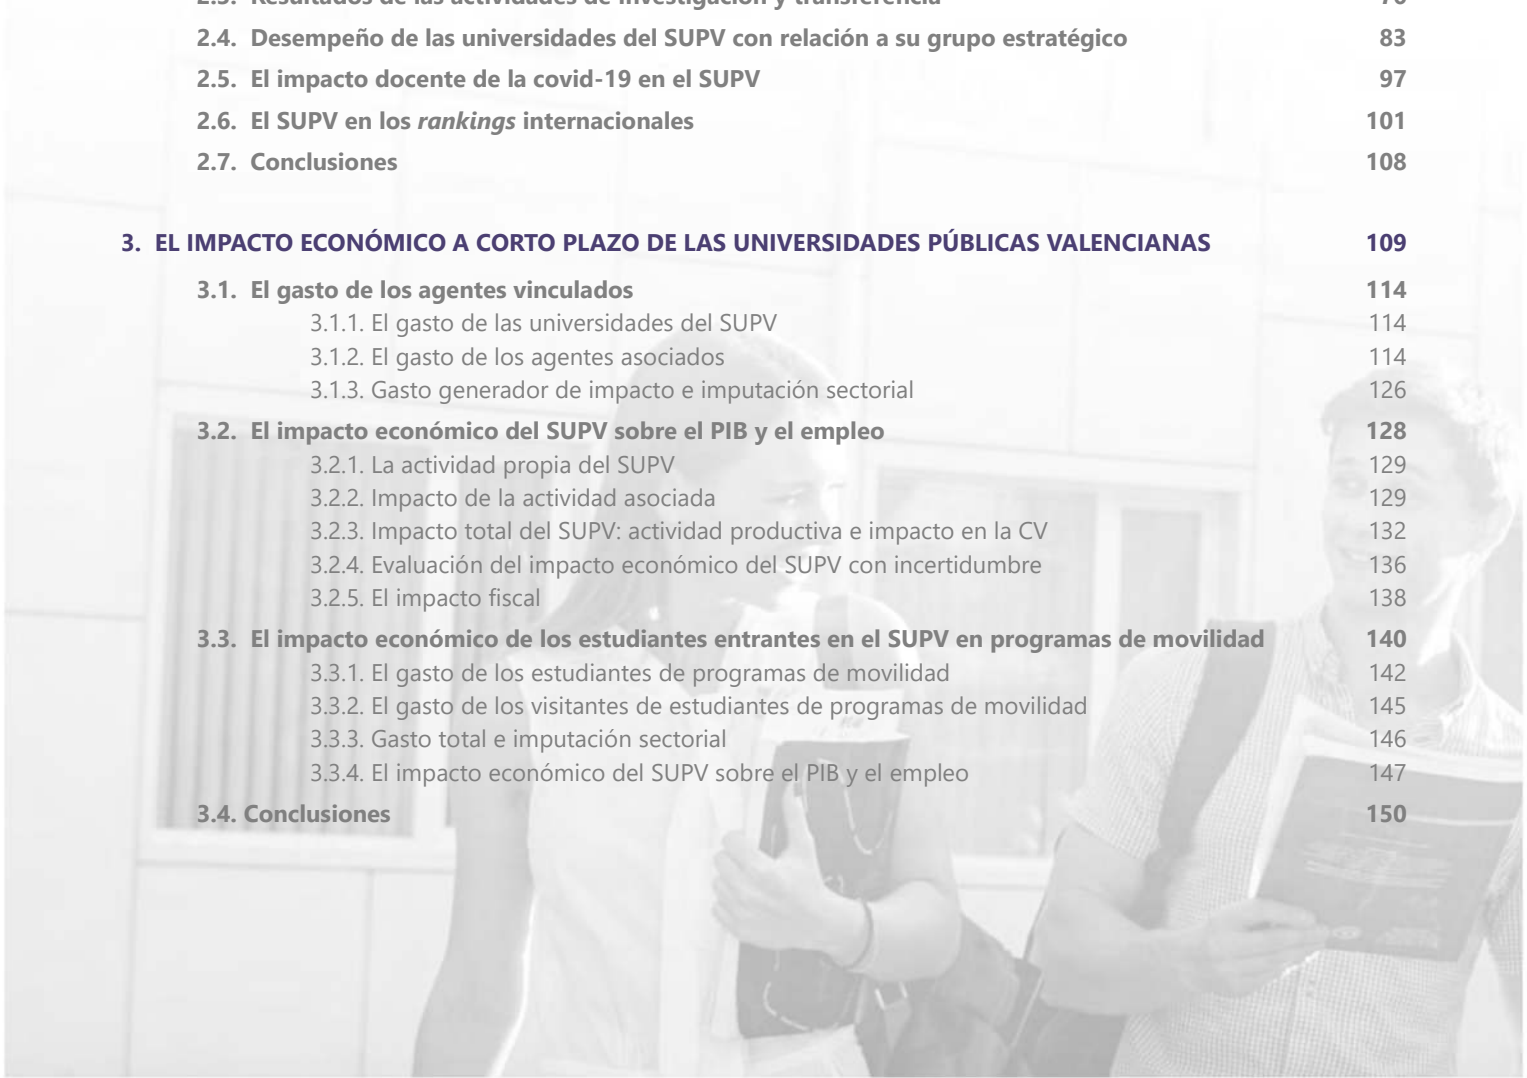 2.3. Resultados de las actividades de investigación y transferencia 76
2.4. Desempeño de las universidades del SUPV con relación a su grupo estratégico 83
2.5. El impacto docente de la covid-19 en el SUPV 97
2.6. El SUPV en los rankings internacionales 101
2.7. Conclusiones 108
3. EL IMPACTO ECONÓMICO A CORTO PLAZO DE LAS UNIVERSIDADES PÚBLICAS VALENCIANAS 109
3.1. El gasto de los agentes vinculados 114
3.1.1. El gasto de las universidades del SUPV 114
3.1.2. El gasto de los agentes asociados 114
3.1.3. Gasto generador de impacto e imputación sectorial 126
3.2. El impacto económico del SUPV sobre el PIB y el empleo 128
3.2.1. La actividad propia del SUPV 129
3.2.2. Impacto de la actividad asociada 129
3.2.3. Impacto total del SUPV: actividad productiva e impacto en la CV 132
3.2.4. Evaluación del impacto económico del SUPV con incertidumbre 136
3.2.5. El impacto fiscal 138
3.3. El impacto económico de los estudiantes entrantes en el SUPV en programas de movilidad 140
3.3.1. El gasto de los estudiantes de programas de movilidad 142
3.3.2. El gasto de los visitantes de estudiantes de programas de movilidad 145
3.3.3. Gasto total e imputación sectorial 146
3.3.4. El impacto económico del SUPV sobre el PIB y el empleo 147
3.4. Conclusiones 150